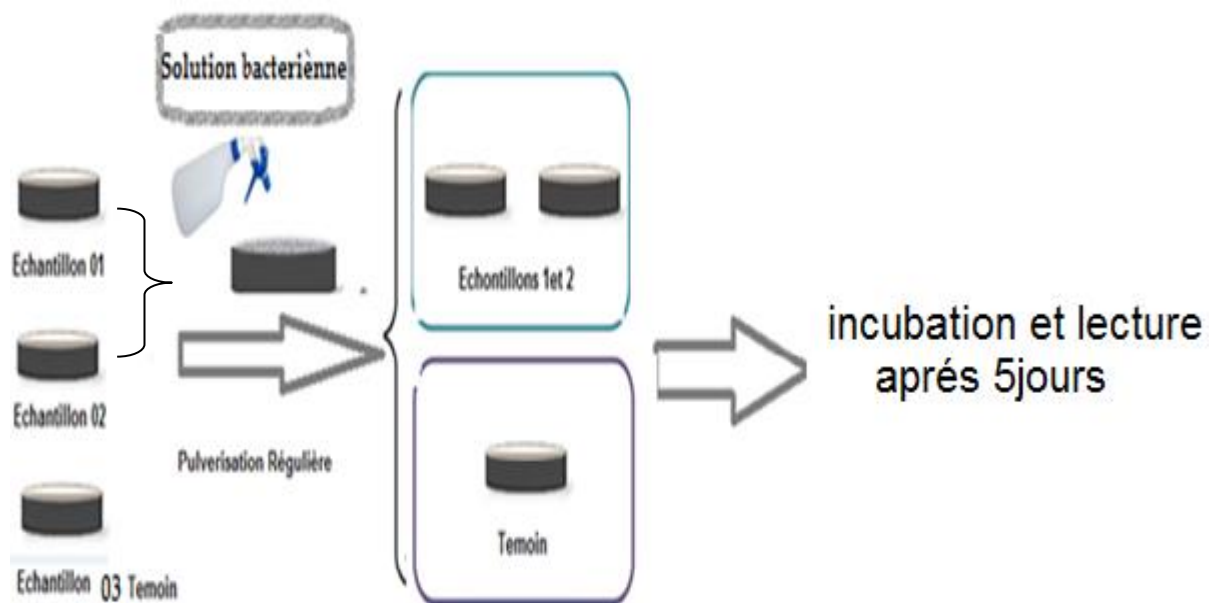 Solution bacteriènne
Echantillon 01
Echantillon 02
Echantillon 03 Temoin
Pulverisation Régulière
Echontillons 1et 2
Temoin
incubation et lecture
aprés 5jours